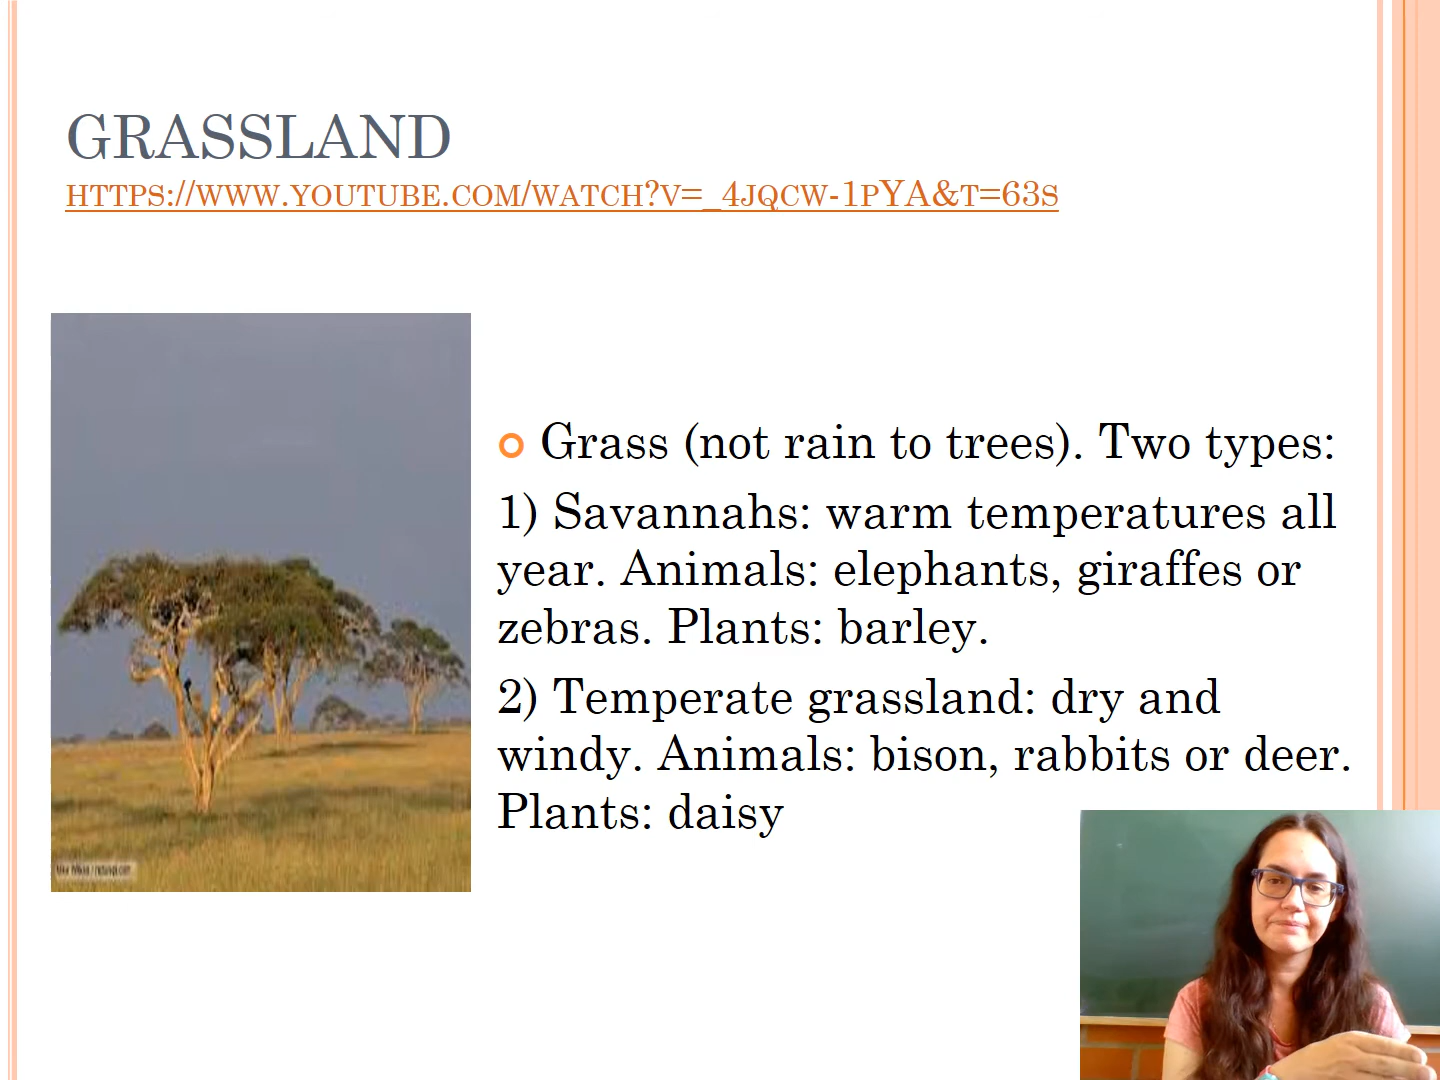 GRASSLAND
HTTPS://WWW.YOUTUBE.COM/WATCH?V=_4JQCW-1PYA&T=63S
Grass (not rain to trees). Two types:
1) Savannahs: warm temperatures all
year. Animals: elephants, giraffes or
zebras. Plants: barley.
2) Temperate grassland: dry and
windy. Animals: bison, rabbits or deer.
Plants: daisy